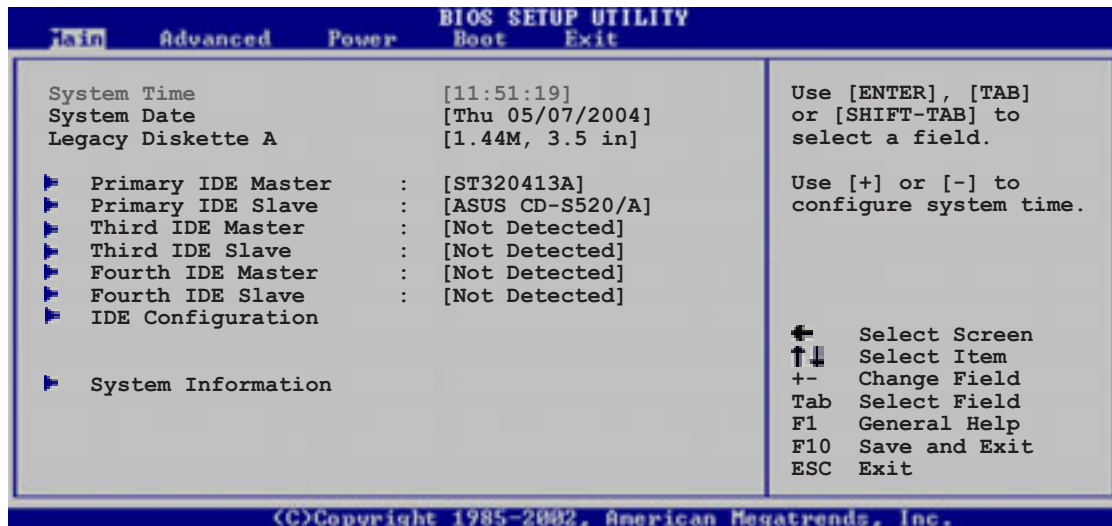 BIOS SETUP UTILITY
Main Advanced Power Boot Exit
System Time [11:51:19]
System Date [Thu 05/07/2004]
Legacy Diskette A [1.44M, 3.5 in]
Primary IDE Master : [ST320413A]
Primary IDE Slave : [ASUS CD-S520/A]
Third IDE Master : [Not Detected]
Third IDE Slave : [Not Detected]
Fourth IDE Master : [Not Detected]
Fourth IDE Slave : [Not Detected]
IDE Configuration
System Information
Use [ENTER], [TAB]
or [SHIFT-TAB] to
select a field.
Use [+] or [-] to
configure system time.
← Select Screen
↑↓ Select Item
+- Change Field
Tab Select Field
F1 General Help
F10 Save and Exit
ESC Exit
(C)Copyright 1985-2002, American Megatrends, Inc.